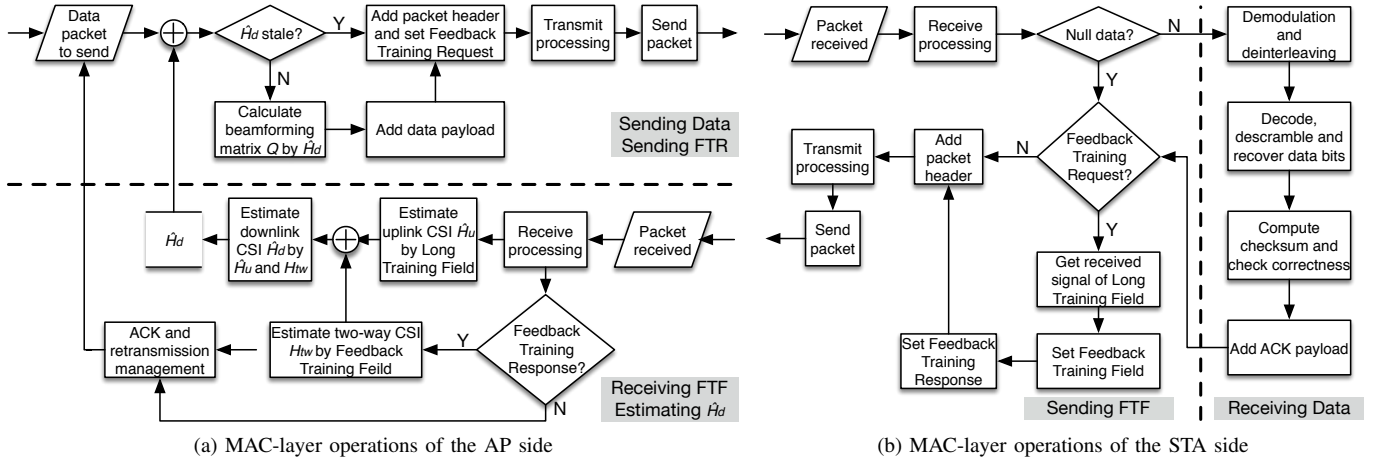 Data
packet
to send
Ĥd stale?
Y
N
Add packet header
and set Feedback
Training Request
Transmit
processing
Send
packet
Calculate
beamforming
matrix Q by Ĥd
Add data payload
Sending Data
Sending FTR
Ĥd
Estimate
downlink
CSI Ĥd by
Ĥu and Htw
Estimate
uplink CSI Ĥu
by Long
Training Field
Receive
processing
Packet
received
ACK and
retransmission
management
Estimate two-way CSI
Htw by Feedback
Training Feild
Y
Feedback
Training
Response?
N
Receiving FTF
Estimating Ĥd
(a) MAC-layer operations of the AP side
Packet
received
Receive
processing
Null data?
N
Y
Demodulation
and
deinterleaving
Transmit
processing
Add
packet
header
N
Feedback
Training
Request?
Y
Decode,
descramble and
recover data bits
Send
packet
Get received
signal of Long
Training Field
Compute
checksum and
check correctness
Set Feedback
Training
Response
Set Feedback
Training Field
Add ACK payload
Sending FTF
Receiving Data
(b) MAC-layer operations of the STA side